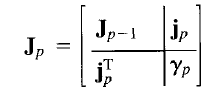 J_p = [ J_{p-1} | j_p ]
[ j_p^T | γ_p ]